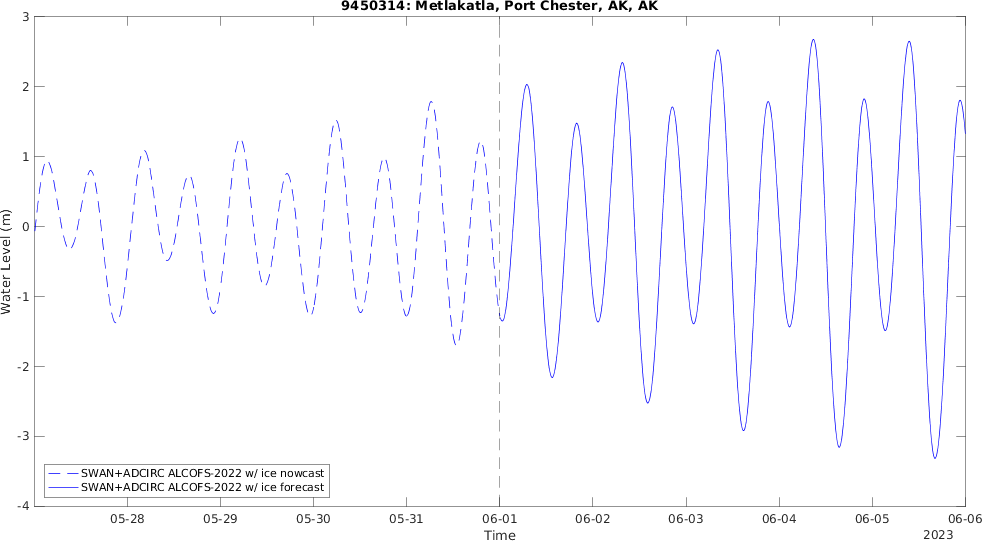 9450314: Metlakatla, Port Chester, AK, AK
3
2
1
0
-1
-2
-3
-4
Water Level (m)
SWAN+ADCIRC ALCOFS-2022 w/ ice nowcast
SWAN+ADCIRC ALCOFS-2022 w/ ice forecast
05-28 05-29 05-30 05-31 06-01 06-02 06-03 06-04 06-05 06-06
Time
2023